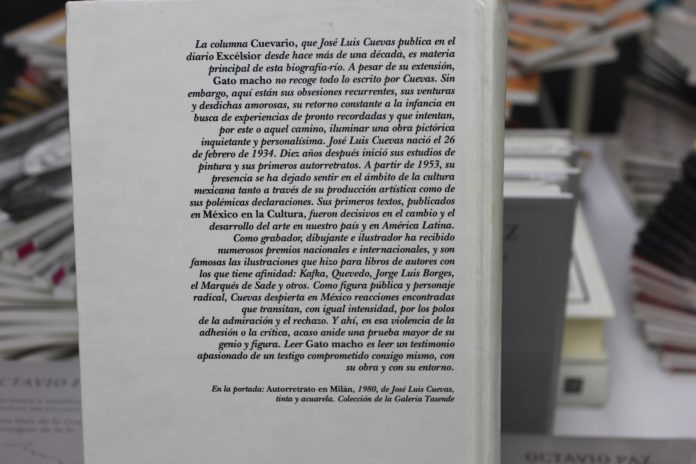 La columna Cuevario, que José Luis Cuevas publica en el
diario Excélsior desde hace más de una década, es materia
principal de esta biografía-río. A pesar de su extensión,
Gato macho no recoge todo lo escrito por Cuevas. Sin
embargo, aquí están sus obsesiones recurrentes, sus venturas
y desdichas amorosas, su retorno constante a la infancia en
busca de experiencias de pronto recordadas y que intentan,
por este o aquel camino, iluminar una obra pictórica
inquietante y personalísima. José Luis Cuevas nació el 26
de febrero de 1934. Diez años después inició sus estudios de
pintura y sus primeros autorretratos. A partir de 1953, su
presencia se ha dejado sentir en el ámbito de la cultura
mexicana tanto a través de su producción artística como de
sus polémicas declaraciones. Sus primeros textos, publicados
en México en la Cultura, fueron decisivos en el cambio y el
desarrollo del arte en nuestro país y en América Latina.
Como grabador, dibujante e ilustrador ha recibido
numerosos premios nacionales e internacionales, y son
famosas las ilustraciones que hizo para libros de autores con
los que tiene afinidad: Kafka, Quevedo, Jorge Luis Borges,
el Marqués de Sade y otros. Como figura pública y personaje
radical, Cuevas despierta en México reacciones encontradas
que transitan, con igual intensidad, por los polos
de la admiración y el rechazo. Y ahí, en esa violencia de la
adhesión o la crítica, acaso anide una prueba mayor de su
genio y figura. Leer Gato macho es leer un testimonio
apasionado de un testigo comprometido consigo mismo, con
su obra y con su entorno.
En la portada: Autorretrato en Milán, 1980, de José Luis Cuevas,
tinta y acuarela. Colección de la Galería Tasende
OCTAVIO PAZ
OCTAVIO PAZ